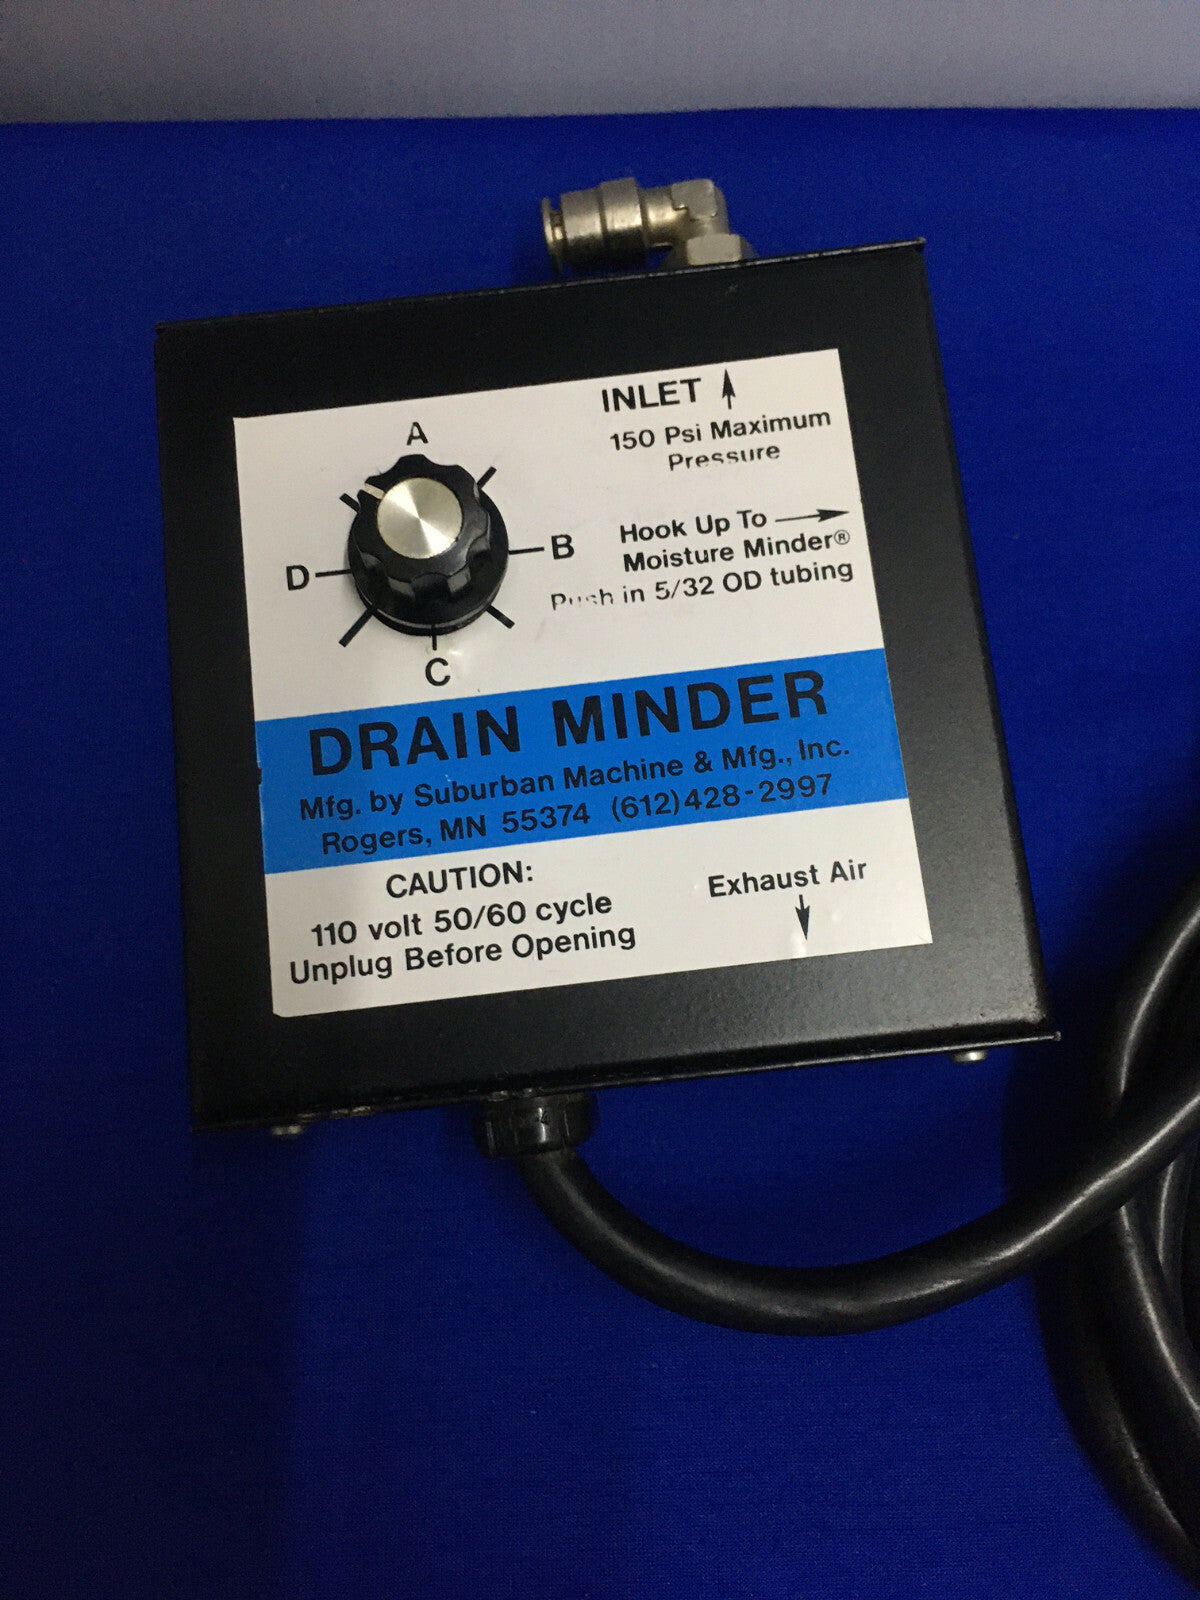 A
B
C
D
INLET
150 Psi Maximum
Pressure
Hook Up To
Moisture Minder®
Push in 5/32 OD tubing
DRAIN MINDER
Mfg. by Suburban Machine & Mfg., Inc.
Rogers, MN 55374 (612)428-2997
CAUTION:
110 volt 50/60 cycle
Unplug Before Opening
Exhaust Air